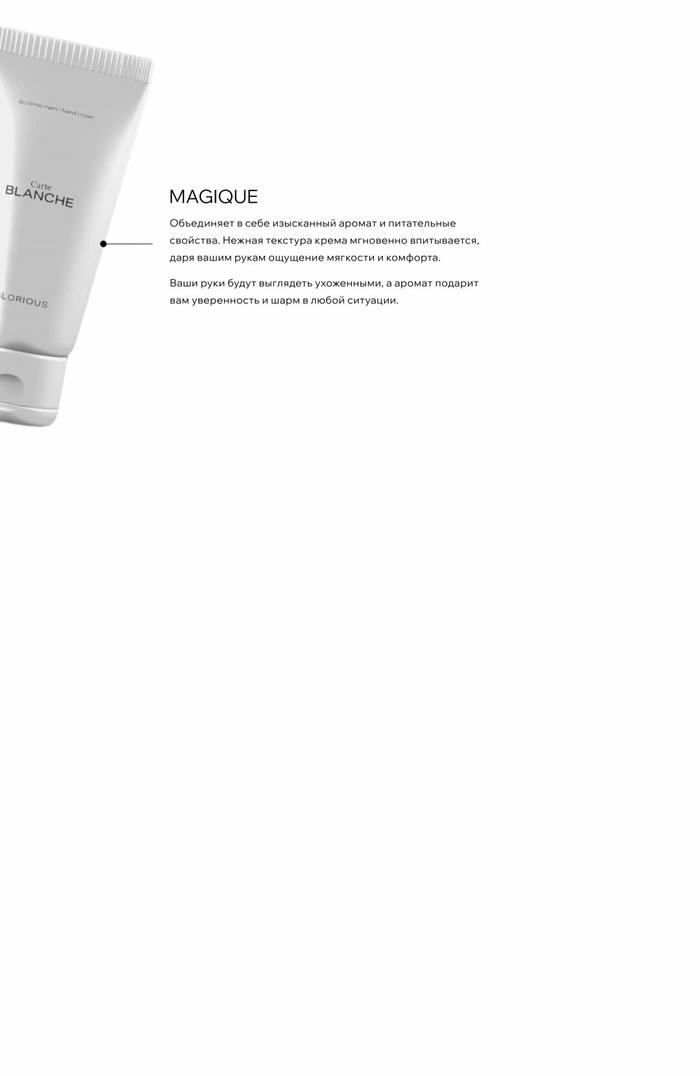 la crème main / hand cream
Carte
BLANCHE
MAGIQUE
Объединяет в себе изысканный аромат и питательные
свойства. Нежная текстура крема мгновенно впитывается,
даря вашим рукам ощущение мягкости и комфорта.
Ваши руки будут выглядеть ухоженными, а аромат подарит
вам уверенность и шарм в любой ситуации.
LORIOUS